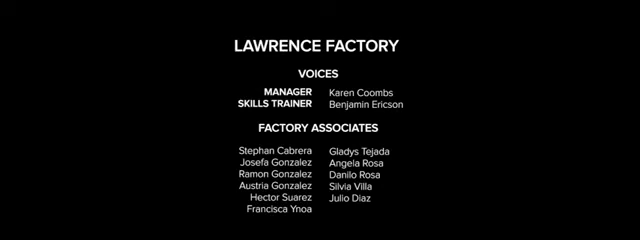 LAWRENCE FACTORY
VOICES
MANAGER Karen Coombs
SKILLS TRAINER Benjamin Ericson
FACTORY ASSOCIATES
Stephan Cabrera Gladys Tejada
Josefa Gonzalez Angela Rosa
Ramon Gonzalez Danilo Rosa
Austria Gonzalez Silvia Villa
Hector Suarez Julio Diaz
Francisca Ynoa